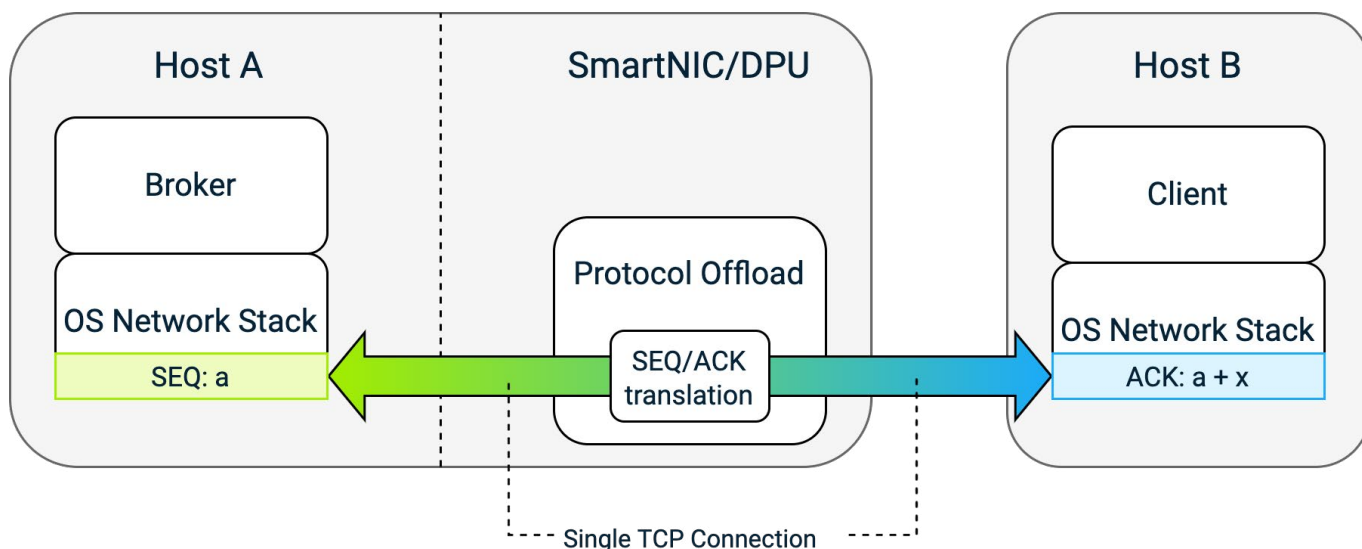 Host A
SmartNIC/DPU
Host B
Broker
Client
Protocol Offload
OS Network Stack
OS Network Stack
SEQ: a
SEQ/ACK
translation
ACK: a + x
Single TCP Connection